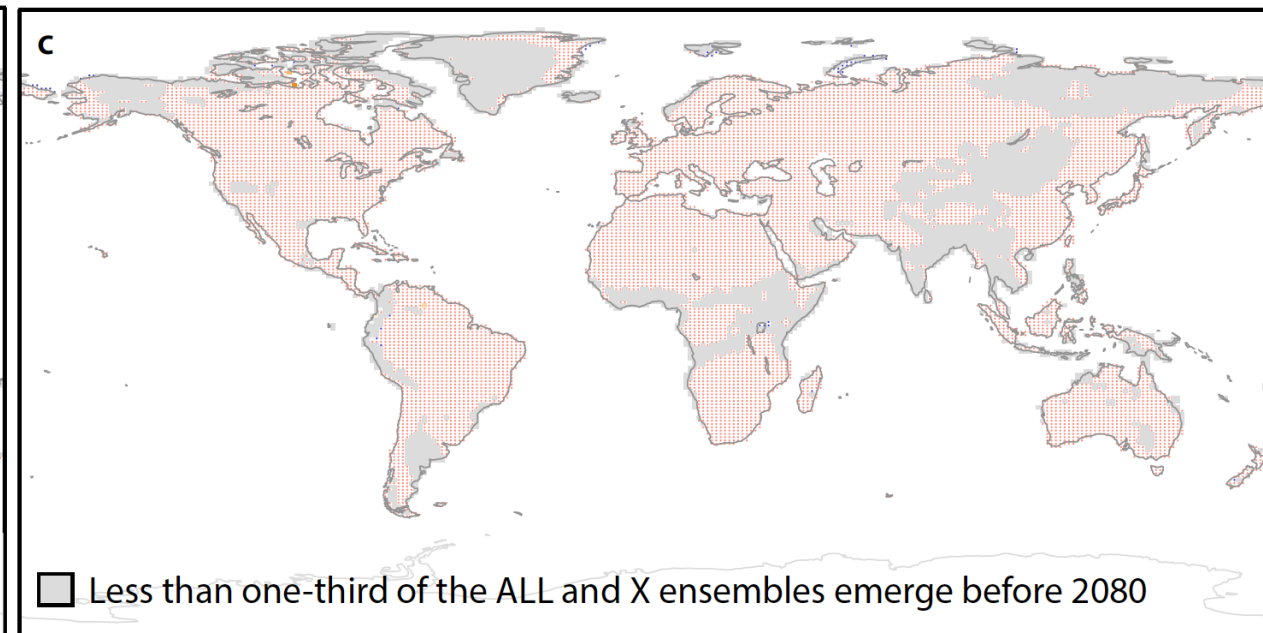 c
Less than one-third of the ALL and X ensembles emerge before 2080